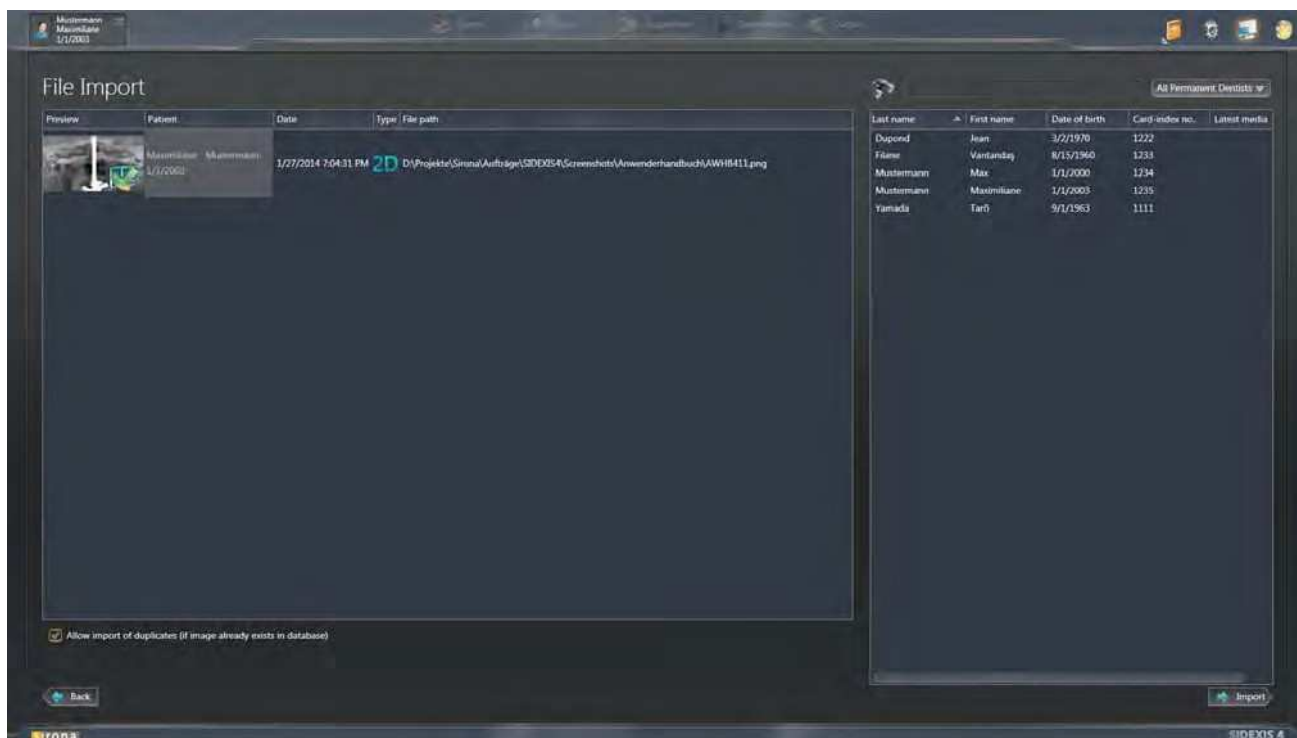 Mustermann
Maximiliane
1/1/2003
File Import
All Permanent Dentists
Preview Patient Date Type File path
Maximiliane Mustermann
1/1/2003
1/27/2014 7:04:31 PM 2D D:\Projekte\Sirona\Aufträge\SIDEXIS4\Screenshots\Anwenderhandbuch\AWHB411.png
Last name First name Date of birth Card-index no. Latest media
Dupond Jean 3/2/1970 1222
Filane Vantandaş 8/15/1960 1233
Mustermann Max 1/1/2000 1234
Mustermann Maximiliane 1/1/2003 1235
Yamada Tarō 9/1/1963 1111
Allow import of duplicates (if image already exists in database)
Back
Import
sirona
SIDEXIS 4